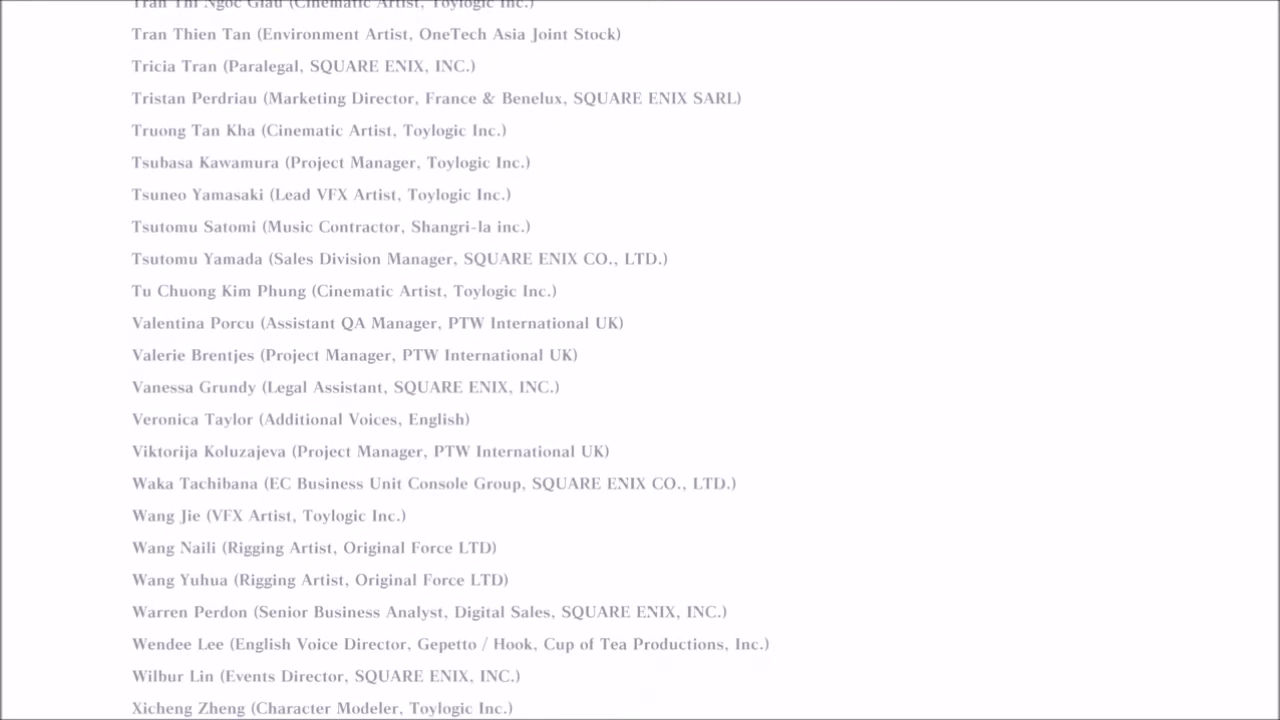 Tran Thi Ngoc Giau (Cinematic Artist, Toylogic Inc.)
Tran Thien Tan (Environment Artist, OneTech Asia Joint Stock)
Tricia Tran (Paralegal, SQUARE ENIX, INC.)
Tristan Perdriau (Marketing Director, France & Benelux, SQUARE ENIX SARL)
Truong Tan Kha (Cinematic Artist, Toylogic Inc.)
Tsubasa Kawamura (Project Manager, Toylogic Inc.)
Tsuneo Yamasaki (Lead VFX Artist, Toylogic Inc.)
Tsutomu Satomi (Music Contractor, Shangri-la inc.)
Tsutomu Yamada (Sales Division Manager, SQUARE ENIX CO., LTD.)
Tu Chuong Kim Phung (Cinematic Artist, Toylogic Inc.)
Valentina Porcu (Assistant QA Manager, PTW International UK)
Valerie Brentjes (Project Manager, PTW International UK)
Vanessa Grundy (Legal Assistant, SQUARE ENIX, INC.)
Veronica Taylor (Additional Voices, English)
Viktorija Koluzajeva (Project Manager, PTW International UK)
Waka Tachibana (EC Business Unit Console Group, SQUARE ENIX CO., LTD.)
Wang Jie (VFX Artist, Toylogic Inc.)
Wang Naili (Rigging Artist, Original Force LTD)
Wang Yuhua (Rigging Artist, Original Force LTD)
Warren Perdon (Senior Business Analyst, Digital Sales, SQUARE ENIX, INC.)
Wendee Lee (English Voice Director, Gepetto / Hook, Cup of Tea Productions, Inc.)
Wilbur Lin (Events Director, SQUARE ENIX, INC.)
Xicheng Zheng (Character Modeler, Toylogic Inc.)